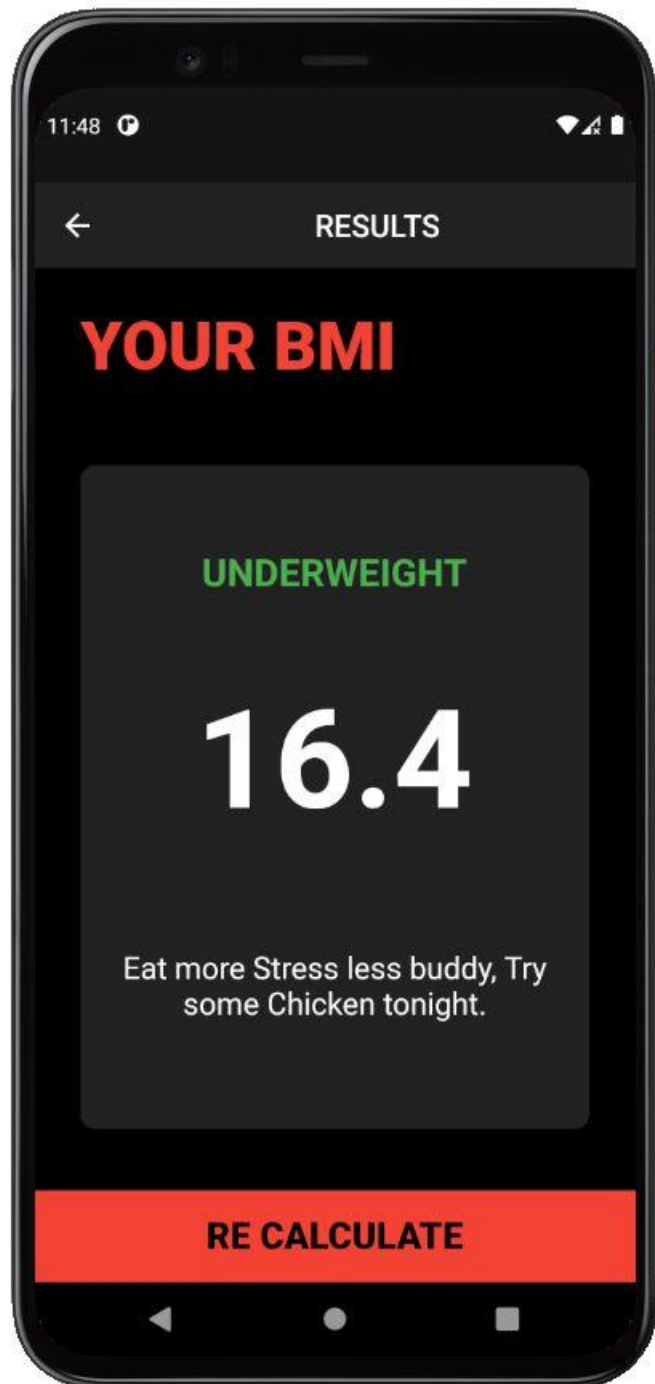 11:48
RESULTS
YOUR BMI
UNDERWEIGHT
16.4
Eat more Stress less buddy, Try
some Chicken tonight.
RE CALCULATE